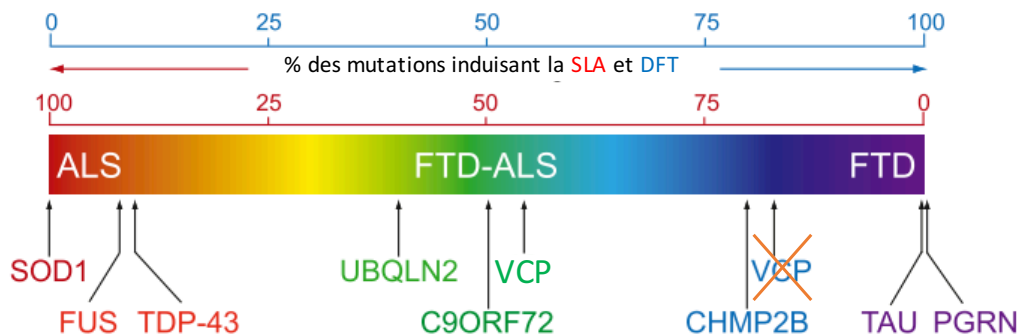 0 25 50 75 100
% des mutations induisant la SLA et DFT
100 25 50 75 0
ALS FTD-ALS FTD
SOD1 UBQLN2 VCP VCP
FUS TDP-43 C9ORF72 CHMP2B TAU PGRN